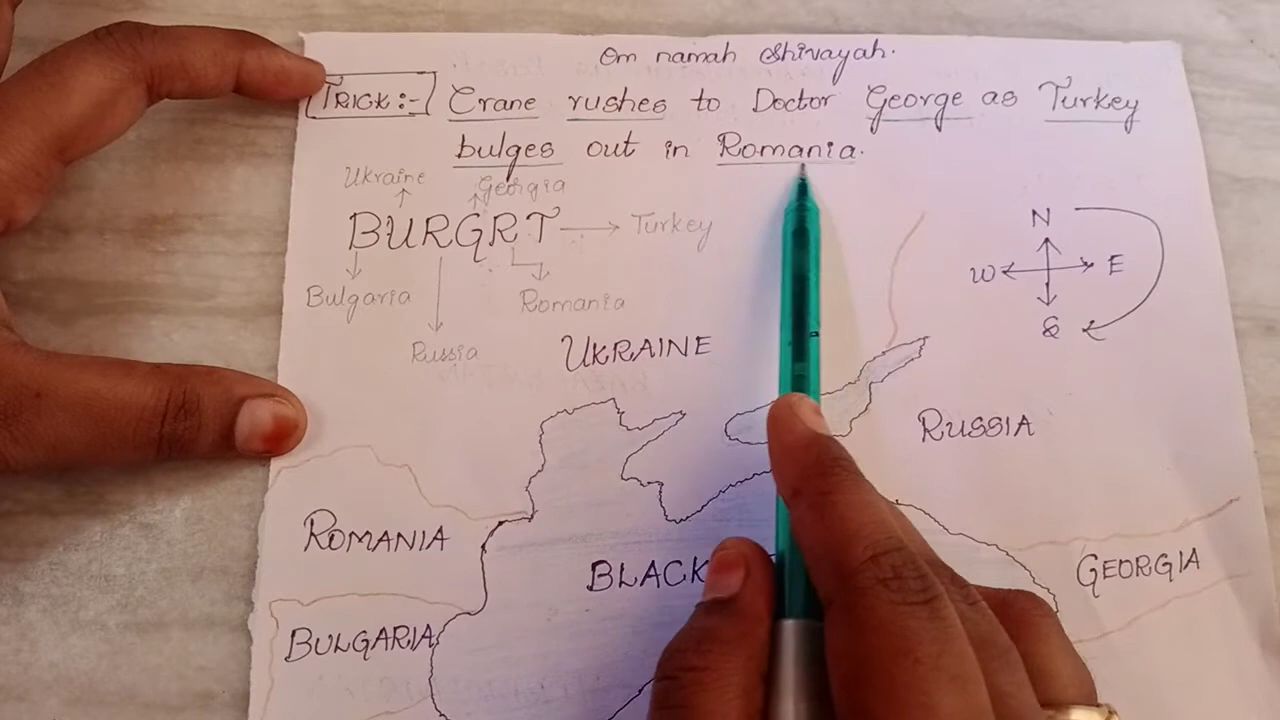 Om namah Shivayah.
TRICK:- Crane rushes to Doctor George as Turkey
bulges out in Romania.
Ukraine
Georgia
BURGRT
Turkey
Bulgaria
Romania
Russia
N
W
E
S
UKRAINE
RUSSIA
ROMANIA
BLACK
GEORGIA
BULGARIA